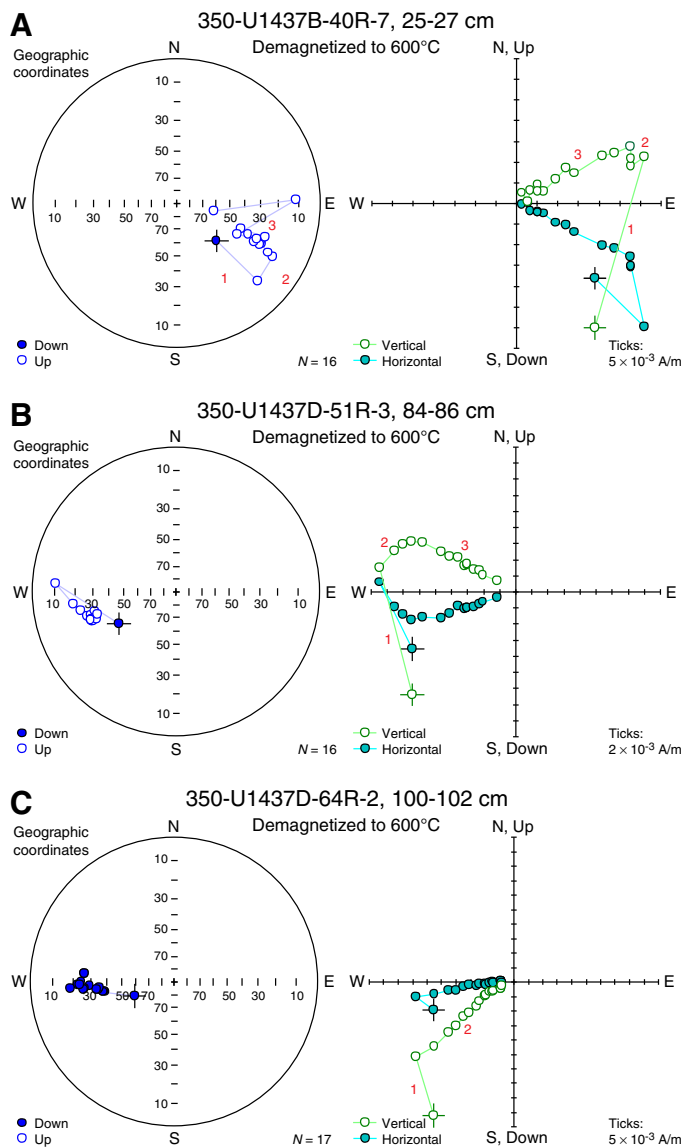 A
350-U1437B-40R-7, 25-27 cm
Geographic coordinates
Demagnetized to 600°C
N
N, Up
10
30
50
70
W
10 30 50 70
70 50 30 10
E
W
E
70
50
30
10
S
S, Down
1
2
3
1
2
3
Down
Up
N = 16
Vertical
Horizontal
Ticks:
5 × 10⁻³ A/m
B
350-U1437D-51R-3, 84-86 cm
Geographic coordinates
Demagnetized to 600°C
N
N, Up
10
30
50
70
W
10 30 50 70
70 50 30 10
E
W
E
70
50
30
10
S
S, Down
1
2
3
Down
Up
N = 16
Vertical
Horizontal
Ticks:
2 × 10⁻³ A/m
C
350-U1437D-64R-2, 100-102 cm
Geographic coordinates
Demagnetized to 600°C
N
N, Up
10
30
50
70
W
10 30 50 70
70 50 30 10
E
W
E
70
50
30
10
S
S, Down
1
2
Down
Up
N = 17
Vertical
Horizontal
Ticks:
5 × 10⁻³ A/m